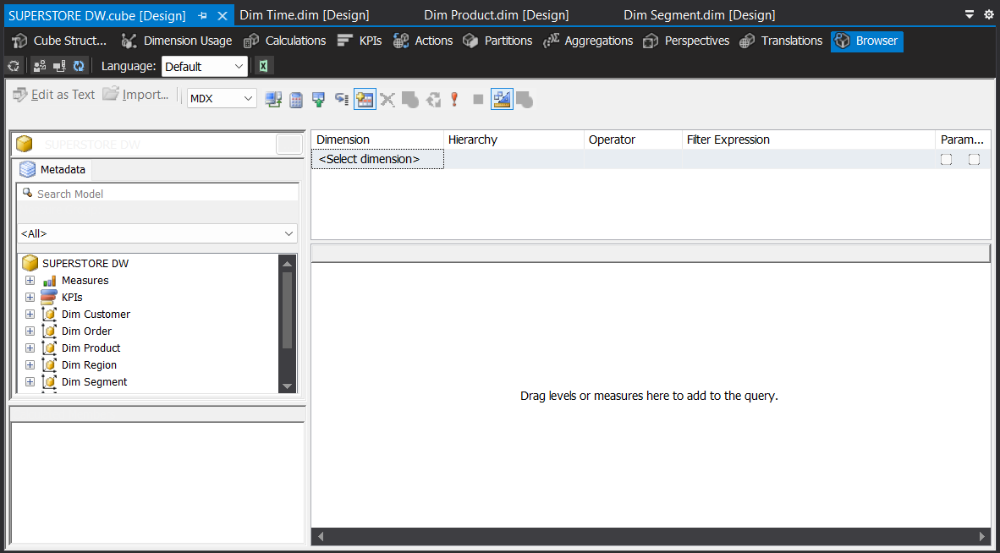 SUPERSTORE DW.cube [Design] Dim Time.dim [Design] Dim Product.dim [Design] Dim Segment.dim [Design]
Cube Struct... Dimension Usage Calculations KPIs Actions Partitions Aggregations Perspectives Translations Browser
Language: Default
Edit as Text Import... MDX
SUPERSTORE DW
Metadata
Search Model
<All>
SUPERSTORE DW
Measures
KPIs
Dim Customer
Dim Order
Dim Product
Dim Region
Dim Segment
Dimension Hierarchy Operator Filter Expression Param...
<Select dimension>
Drag levels or measures here to add to the query.